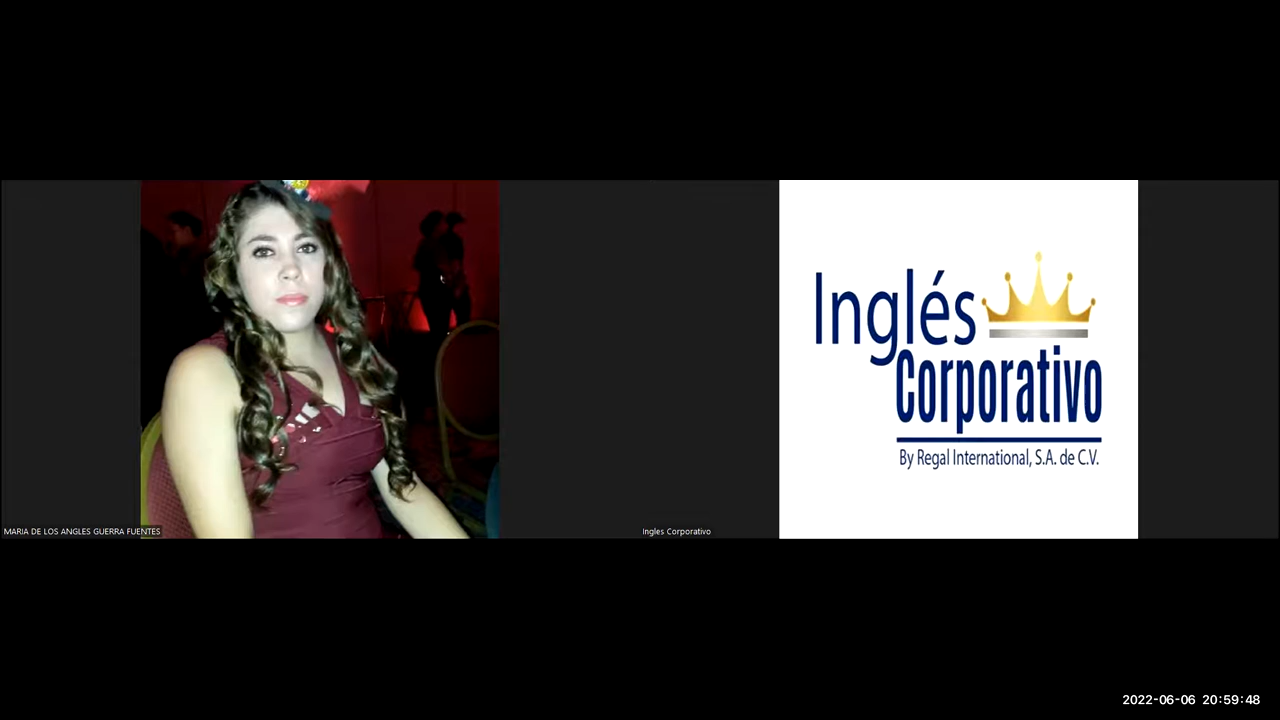 Inglés
Corporativo
By Regal International, S.A. de C.V.
MARIA DE LOS ANGLES GUERRA FUENTES
Ingles Corporativo
2022-06-06 20:59:48